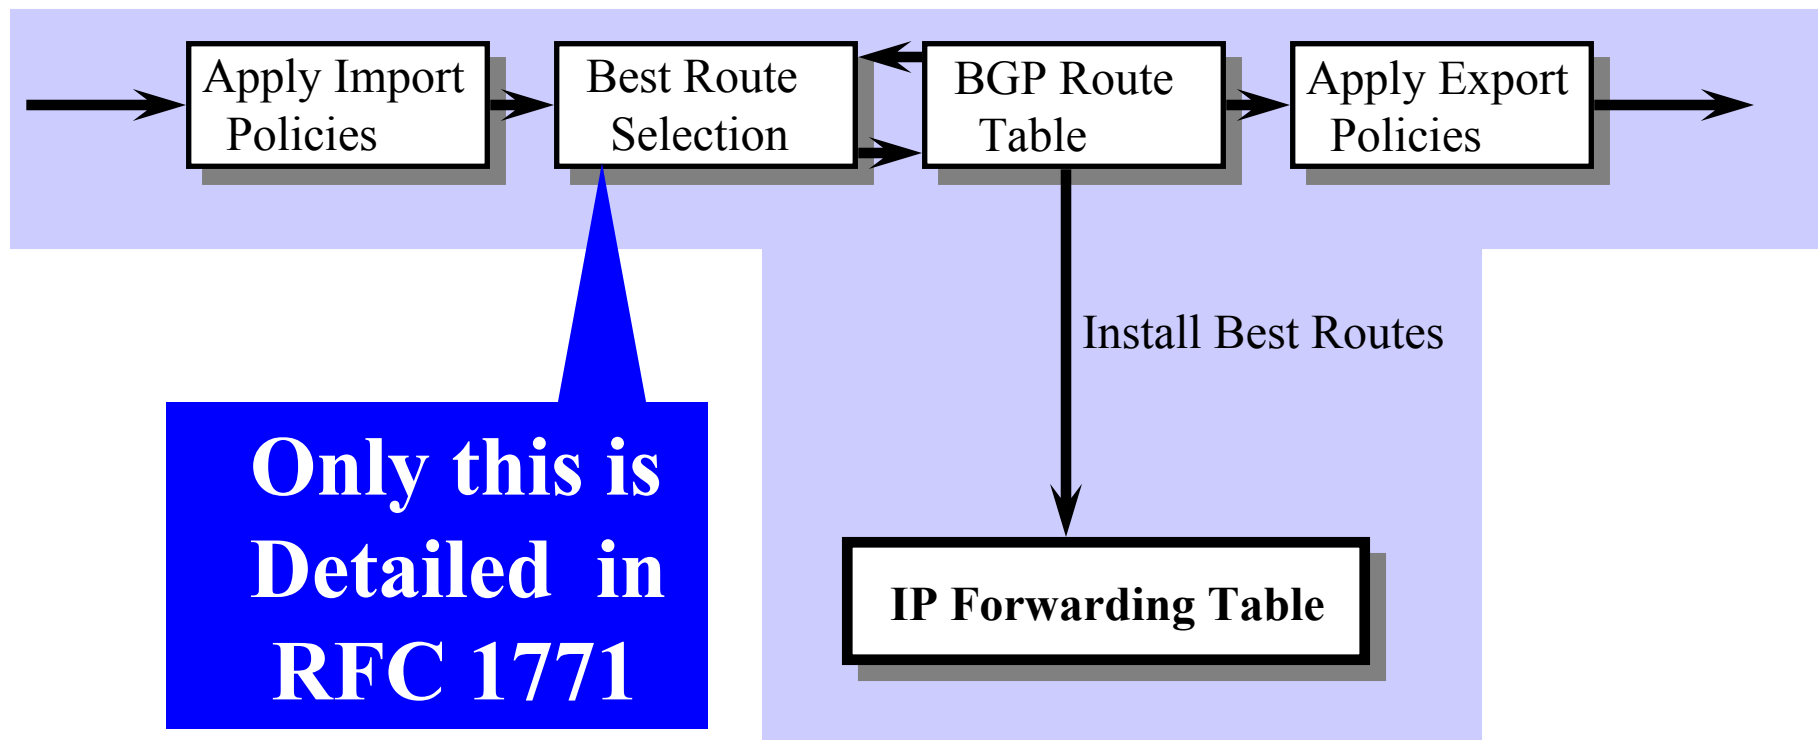 Apply Import
Policies
Best Route
Selection
BGP Route
Table
Apply Export
Policies
Install Best Routes
Only this is
Detailed in
RFC 1771
IP Forwarding Table